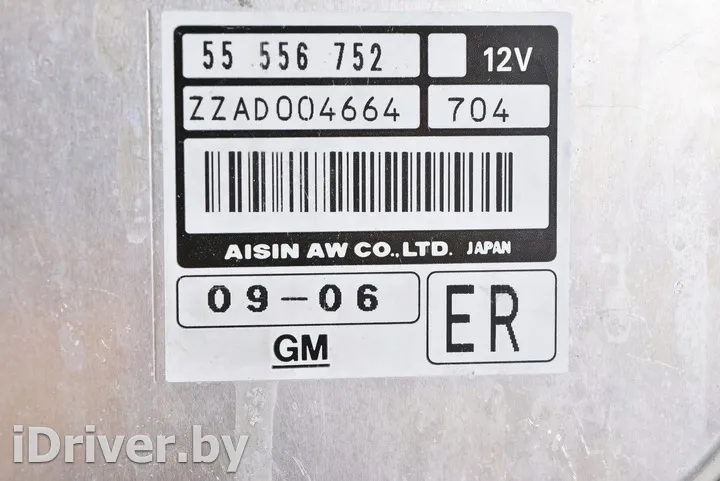 55 556 752 12V
ZZAD004664 704
AISIN AW CO.,LTD. JAPAN
09-06 ER
GM
iDriver.by